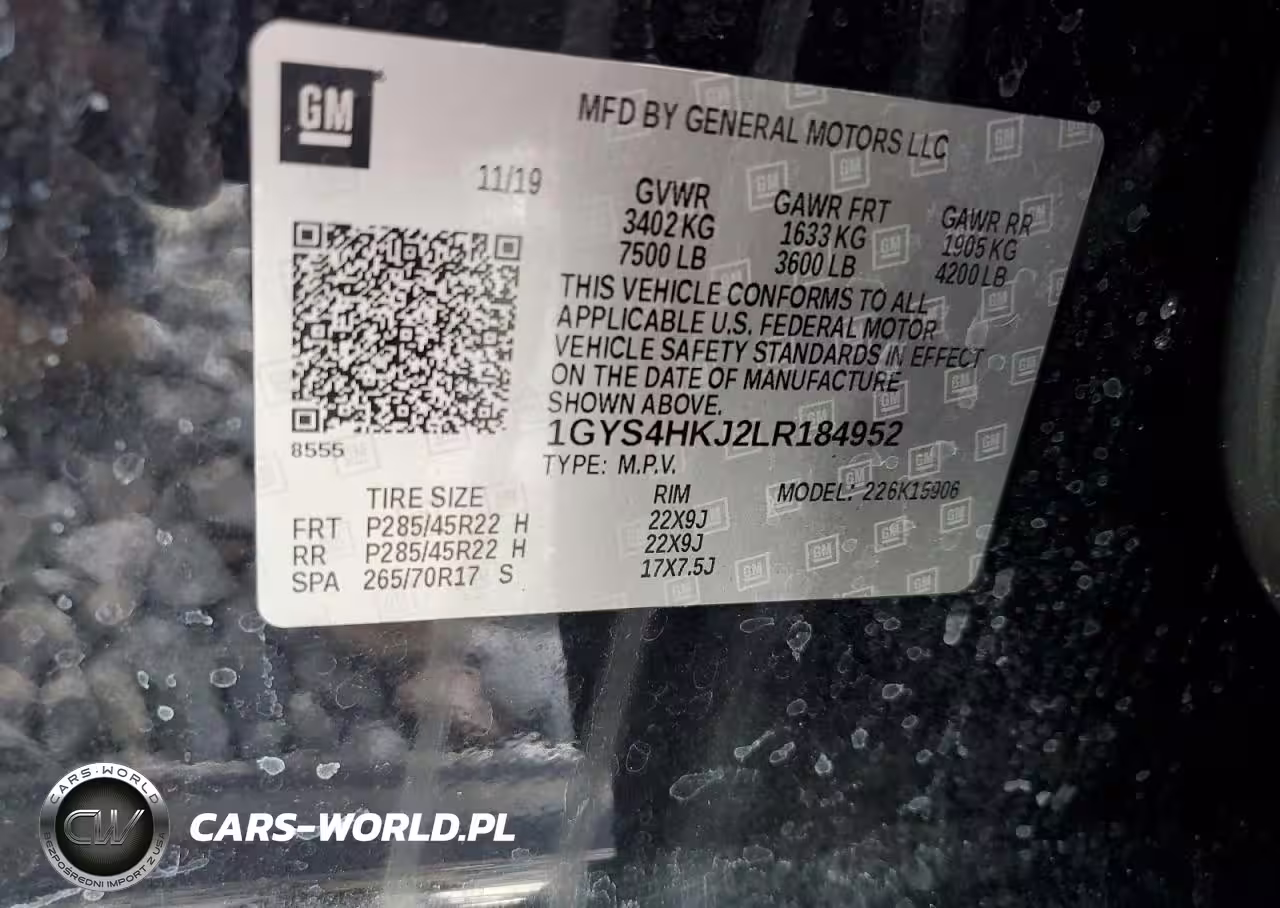 GM
MFD BY GENERAL MOTORS LLC
11/19
GVWR GAWR FRT GAWR RR
3402 KG 1633 KG 1905 KG
7500 LB 3600 LB 4200 LB
THIS VEHICLE CONFORMS TO ALL
APPLICABLE U.S. FEDERAL MOTOR
VEHICLE SAFETY STANDARDS IN EFFECT
ON THE DATE OF MANUFACTURE
SHOWN ABOVE.
8555
1GYS4HKJ2LR184952
TYPE: M.P.V.
TIRE SIZE RIM MODEL: 226K15906
FRT P285/45R22 H 22X9J
RR P285/45R22 H 22X9J
SPA 265/70R17 S 17X7.5J
CARS-WORLD
CW
BEZPOŚREDNI IMPORT Z USA
CARS-WORLD.PL